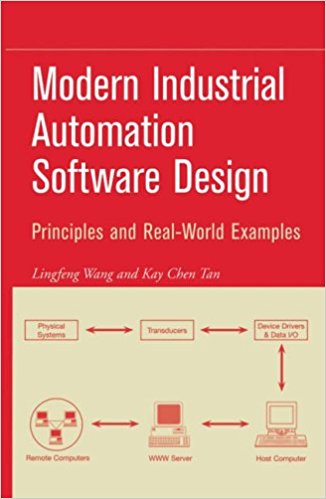 Modern Industrial
Automation
Software Design
Principles and Real-World Examples
Lingfeng Wang and Kay Chen Tan
Physical
Systems
Transducers
Device Drivers
& Data I/O
Remote Computers
WWW Server
Host Computer